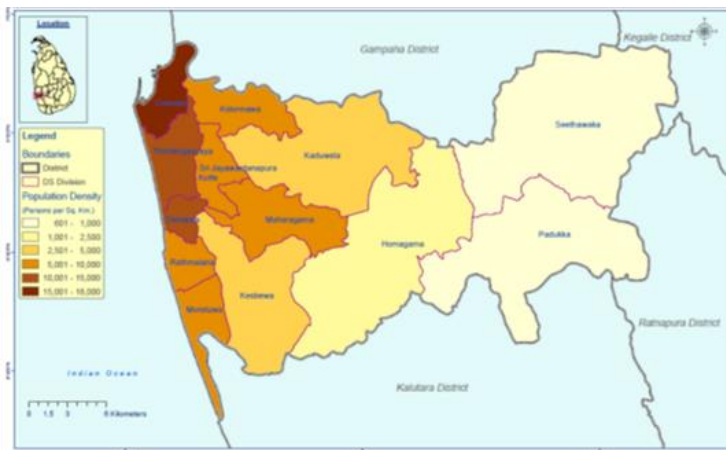 Location
Gampaha District
Kegalle District
Colombo
Kolonnawa
Seethawaka
Legend
Boundaries
District
DS Division
Population Density
(Persons per Sq. Km.)
601 - 1,000
1,001 - 2,500
2,501 - 5,000
5,001 - 10,000
10,001 - 15,000
15,001 - 18,000
Kaduwela
Sri Jayawardanapura
Kotte
Maharagama
Homagama
Padukka
Ratmalana
Moratuwa
Kesbewa
Ratnapura District
Indian Ocean
Kalutara District
0 1.5 3 6 Kilometers